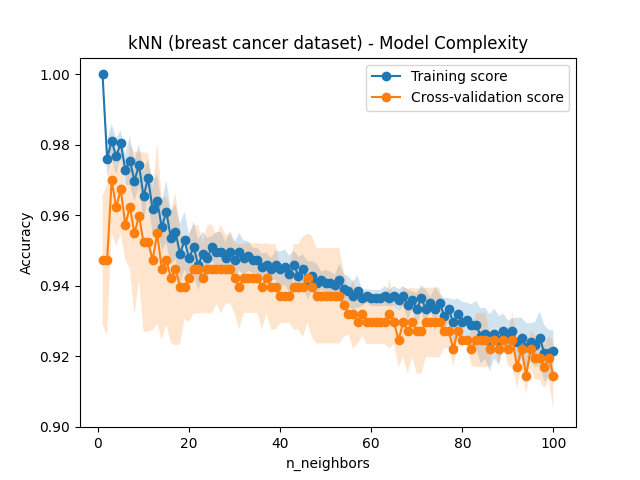 kNN (breast cancer dataset) - Model Complexity
Training score
Cross-validation score
1.00
0.98
0.96
0.94
0.92
0.90
Accuracy
0
20
40
60
80
100
n_neighbors